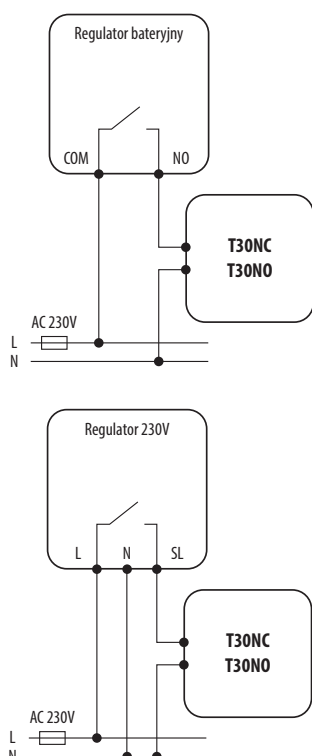 Regulator bateryjny
COM NO
T30NC
T30NO
AC 230V
L
N
Regulator 230V
L N SL
T30NC
T30NO
AC 230V
L
N